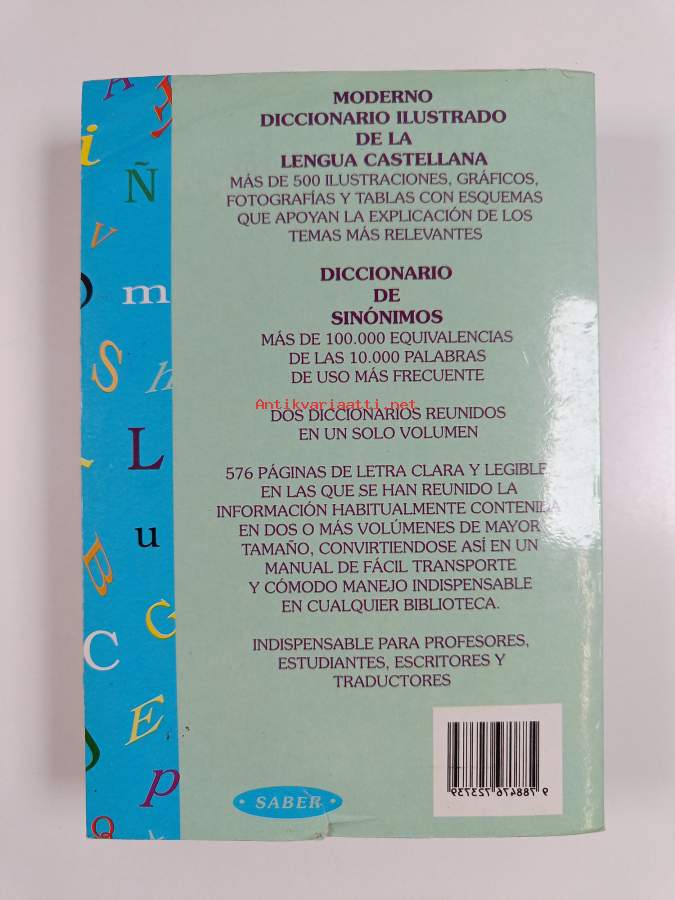 MODERNO
DICCIONARIO ILUSTRADO
DE LA
LENGUA CASTELLANA
MÁS DE 500 ILUSTRACIONES, GRÁFICOS,
FOTOGRAFÍAS Y TABLAS CON ESQUEMAS
QUE APOYAN LA EXPLICACIÓN DE LOS
TEMAS MÁS RELEVANTES
DICCIONARIO
DE
SINÓNIMOS
MÁS DE 100.000 EQUIVALENCIAS
DE LAS 10.000 PALABRAS
DE USO MÁS FRECUENTE
Antikvariaatti.net
DOS DICCIONARIOS REUNIDOS
EN UN SOLO VOLUMEN
576 PÁGINAS DE LETRA CLARA Y LEGIBLE
EN LAS QUE SE HAN REUNIDO LA
INFORMACIÓN HABITUALMENTE CONTENIDA
EN DOS O MÁS VOLÚMENES DE MAYOR
TAMAÑO, CONVIRTIENDOSE ASÍ EN UN
MANUAL DE FÁCIL TRANSPORTE
Y CÓMODO MANEJO INDISPENSABLE
EN CUALQUIER BIBLIOTECA.
INDISPENSABLE PARA PROFESORES,
ESTUDIANTES, ESCRITORES Y
TRADUCTORES
· SABER ·
9 788476 723739
A
i
Ñ
v
m
S
h
L
B
u
C
G
E
p
Q